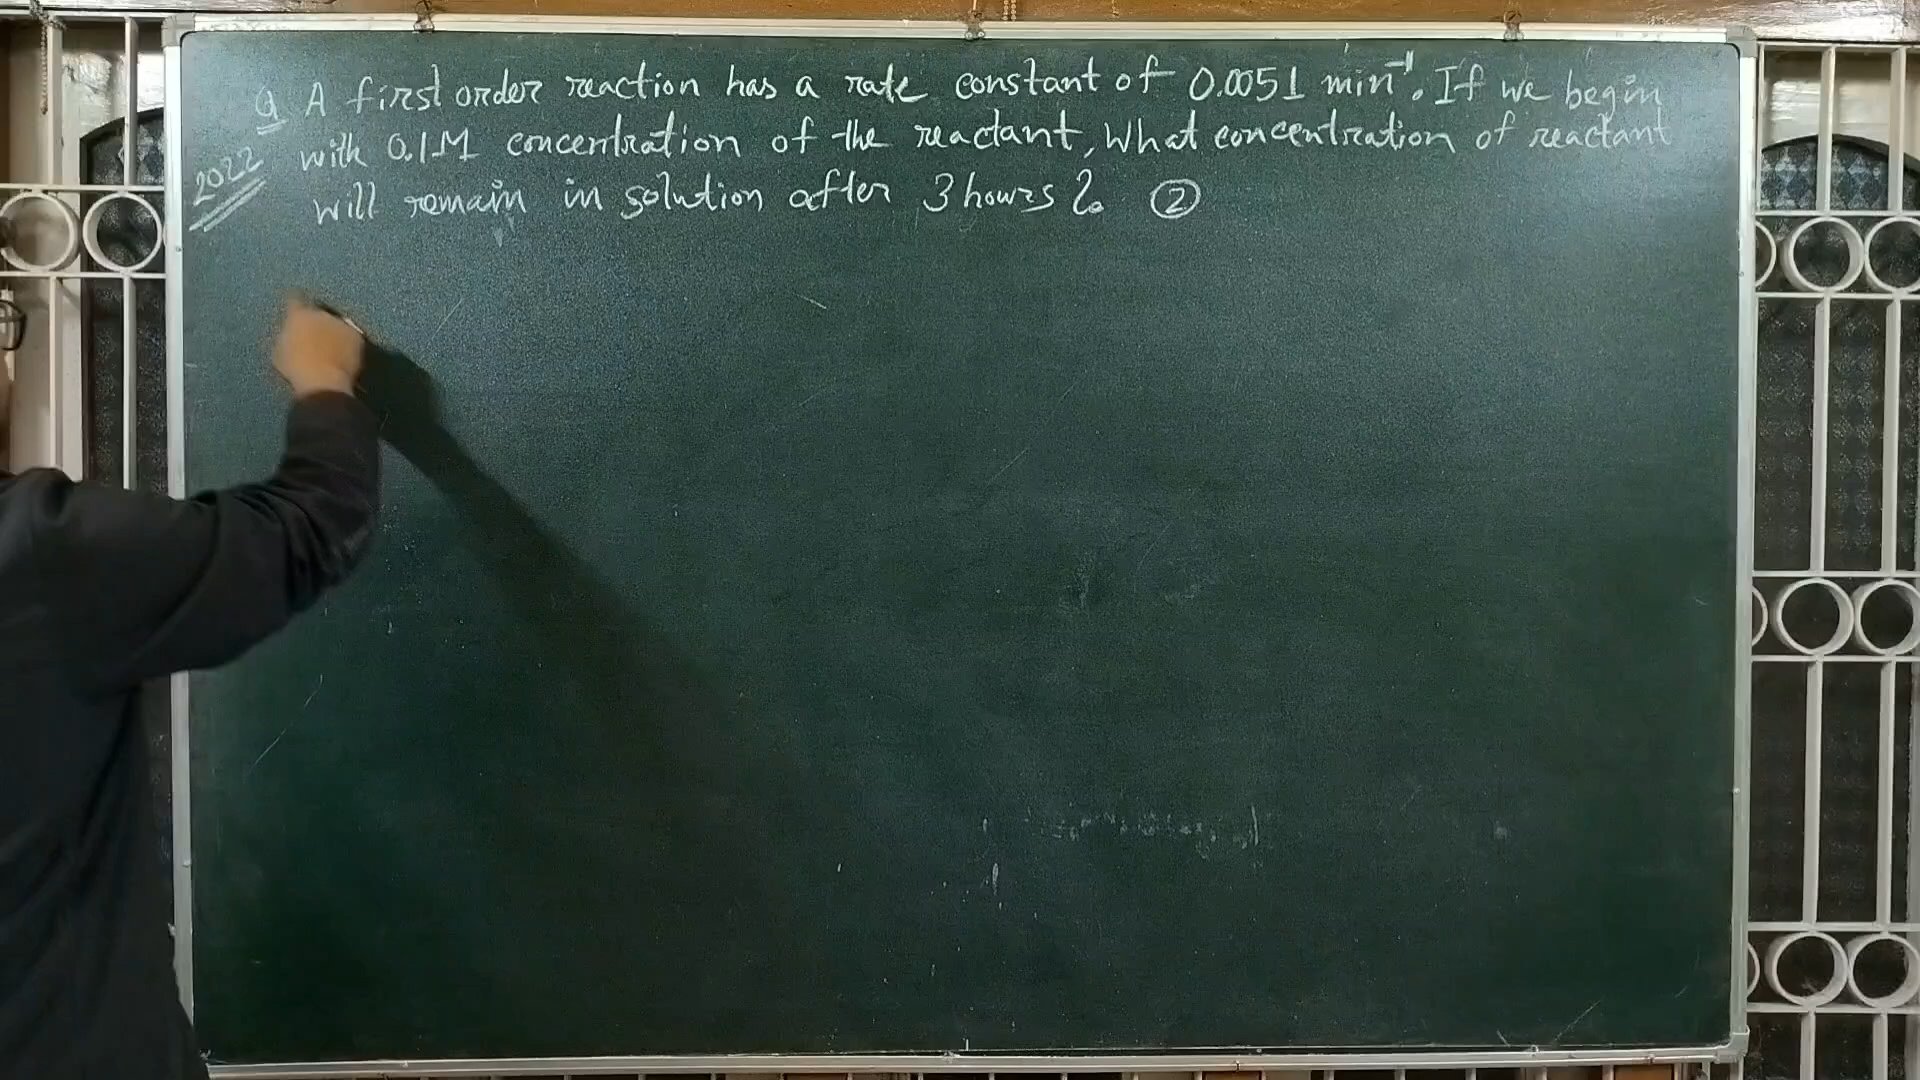 Q A first order reaction has a rate constant of 0.0051 min⁻¹. If we begin
with 0.1M concentration of the reactant, What concentration of reactant
2022
will remain in solution after 3 hours ? ②